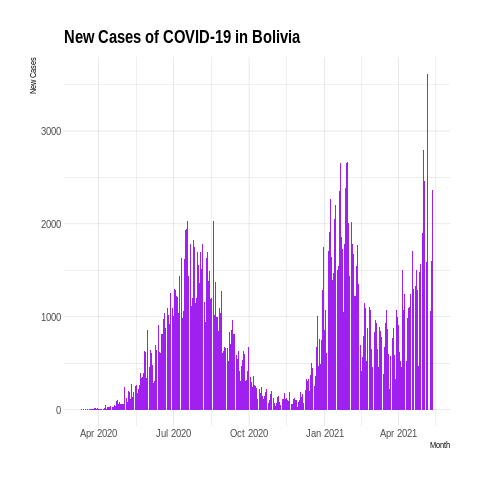 New Cases of COVID-19 in Bolivia
New Cases
3000
2000
1000
0
Apr 2020 Jul 2020 Oct 2020 Jan 2021 Apr 2021
Month